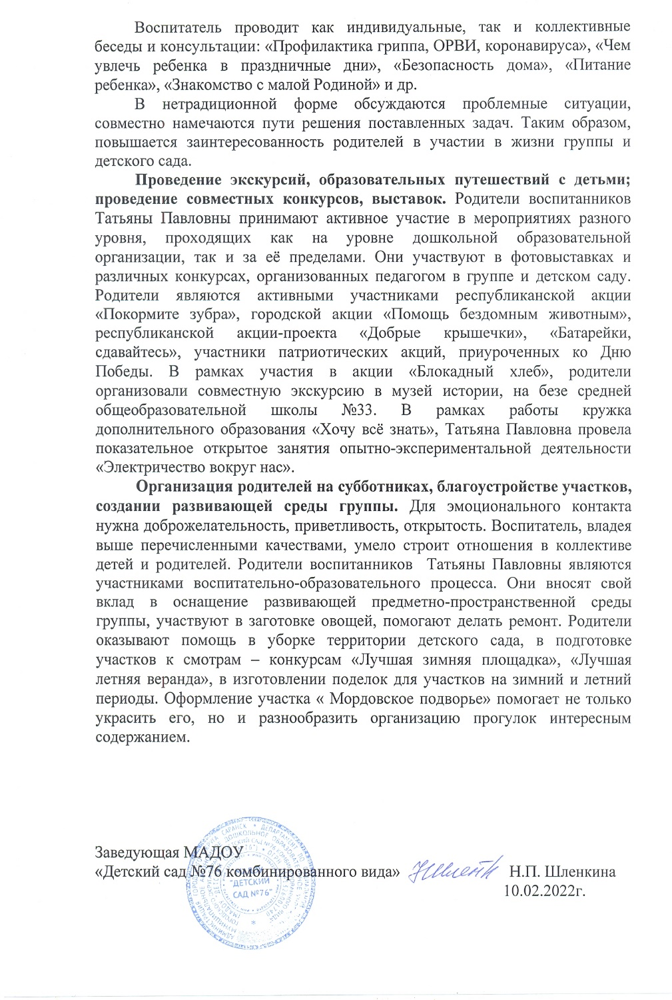 Воспитатель проводит как индивидуальные, так и коллективные
беседы и консультации: «Профилактика гриппа, ОРВИ, коронавируса», «Чем
увлечь ребенка в праздничные дни», «Безопасность дома», «Питание
ребенка», «Знакомство с малой Родиной» и др.
В нетрадиционной форме обсуждаются проблемные ситуации,
совместно намечаются пути решения поставленных задач. Таким образом,
повышается заинтересованность родителей в участии в жизни группы и
детского сада.
Проведение экскурсий, образовательных путешествий с детьми;
проведение совместных конкурсов, выставок. Родители воспитанников
Татьяны Павловны принимают активное участие в мероприятиях разного
уровня, проходящих как на уровне дошкольной образовательной
организации, так и за её пределами. Они участвуют в фотовыставках и
различных конкурсах, организованных педагогом в группе и детском саду.
Родители являются активными участниками республиканской акции
«Покормите зубра», городской акции «Помощь бездомным животным»,
республиканской акции-проекта «Добрые крышечки», «Батарейки,
сдавайтесь», участники патриотических акций, приуроченных ко Дню
Победы. В рамках участия в акции «Блокадный хлеб», родители
организовали совместную экскурсию в музей истории, на безе средней
общеобразовательной школы №33. В рамках работы кружка
дополнительного образования «Хочу всё знать», Татьяна Павловна провела
показательное открытое занятия опытно-экспериментальной деятельности
«Электричество вокруг нас».
Организация родителей на субботниках, благоустройстве участков,
создании развивающей среды группы. Для эмоционального контакта
нужна доброжелательность, приветливость, открытость. Воспитатель, владея
выше перечисленными качествами, умело строит отношения в коллективе
детей и родителей. Родители воспитанников Татьяны Павловны являются
участниками воспитательно-образовательного процесса. Они вносят свой
вклад в оснащение развивающей предметно-пространственной среды
группы, участвуют в заготовке овощей, помогают делать ремонт. Родители
оказывают помощь в уборке территории детского сада, в подготовке
участков к смотрам – конкурсам «Лучшая зимняя площадка», «Лучшая
летняя веранда», в изготовлении поделок для участков на зимний и летний
периоды. Оформление участка « Мордовское подворье» помогает не только
украсить его, но и разнообразить организацию прогулок интересным
содержанием.
Заведующая МАДОУ
«Детский сад №76 комбинированного вида» Н.П. Шленкина
10.02.2022г.
"ДЕТСКИЙ
САД №76"